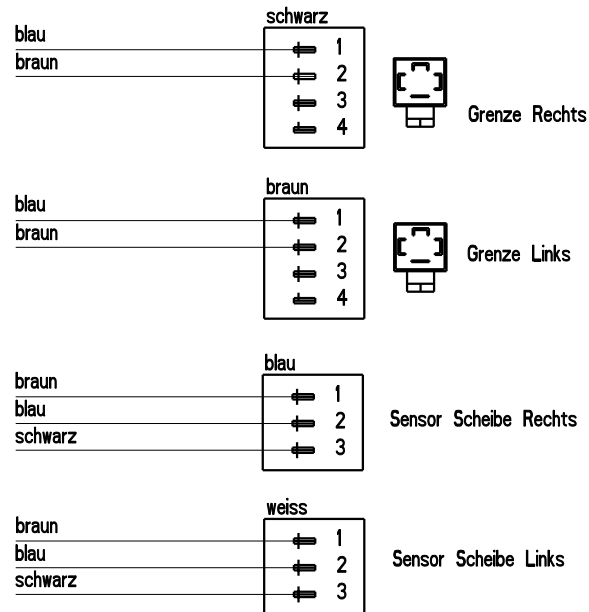 schwarz
blau 1
braun 2
3
4
Grenze Rechts
braun
blau 1
braun 2
3
4
Grenze Links
blau
braun 1
blau 2
schwarz 3
Sensor Scheibe Rechts
weiss
braun 1
blau 2
schwarz 3
Sensor Scheibe Links